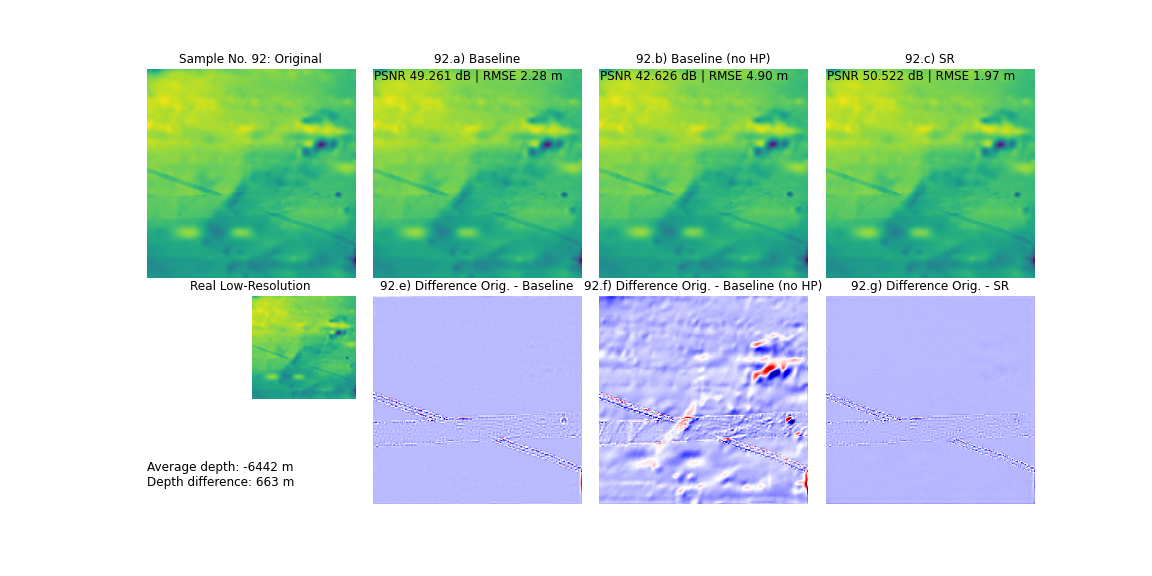 Sample No. 92: Original
92.a) Baseline
92.b) Baseline (no HP)
92.c) SR
PSNR 49.261 dB | RMSE 2.28 m
PSNR 42.626 dB | RMSE 4.90 m
PSNR 50.522 dB | RMSE 1.97 m
Real Low-Resolution
92.e) Difference Orig. - Baseline
92.f) Difference Orig. - Baseline (no HP)
92.g) Difference Orig. - SR
Average depth: -6442 m
Depth difference: 663 m